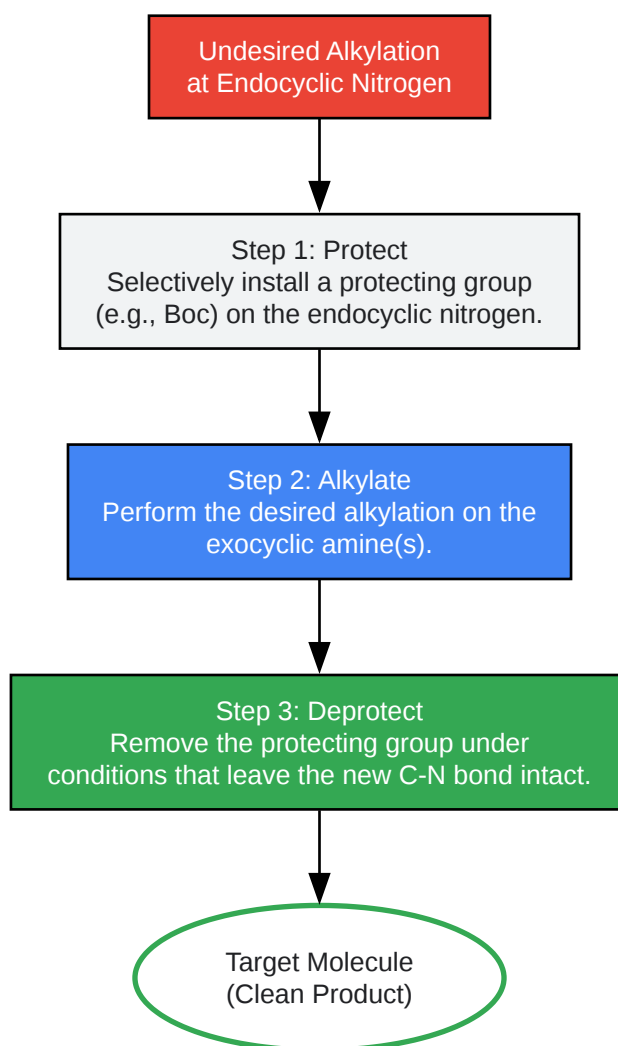 Undesired Alkylation
at Endocyclic Nitrogen
Step 1: Protect
Selectively install a protecting group
(e.g., Boc) on the endocyclic nitrogen.
Step 2: Alkylate
Perform the desired alkylation on the
exocyclic amine(s).
Step 3: Deprotect
Remove the protecting group under
conditions that leave the new C-N bond intact.
Target Molecule
(Clean Product)